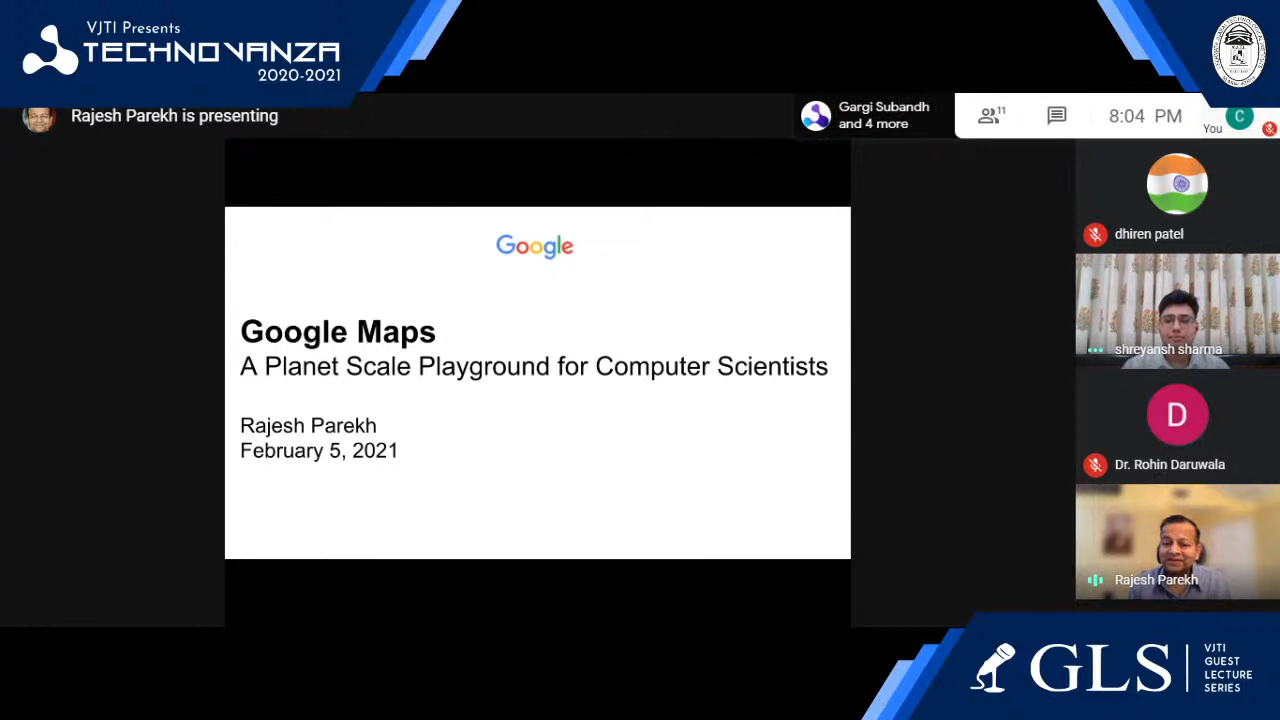 VJTI Presents
TECHNOVANZA
2020-2021
Rajesh Parekh is presenting
Gargi Subandh
and 4 more
11
8:04 PM
You
C
Google
Google Maps
A Planet Scale Playground for Computer Scientists
Rajesh Parekh
February 5, 2021
dhiren patel
shreyansh sharma
D
Dr. Rohin Daruwala
Rajesh Parekh
GLS
VJTI
GUEST
LECTURE
SERIES